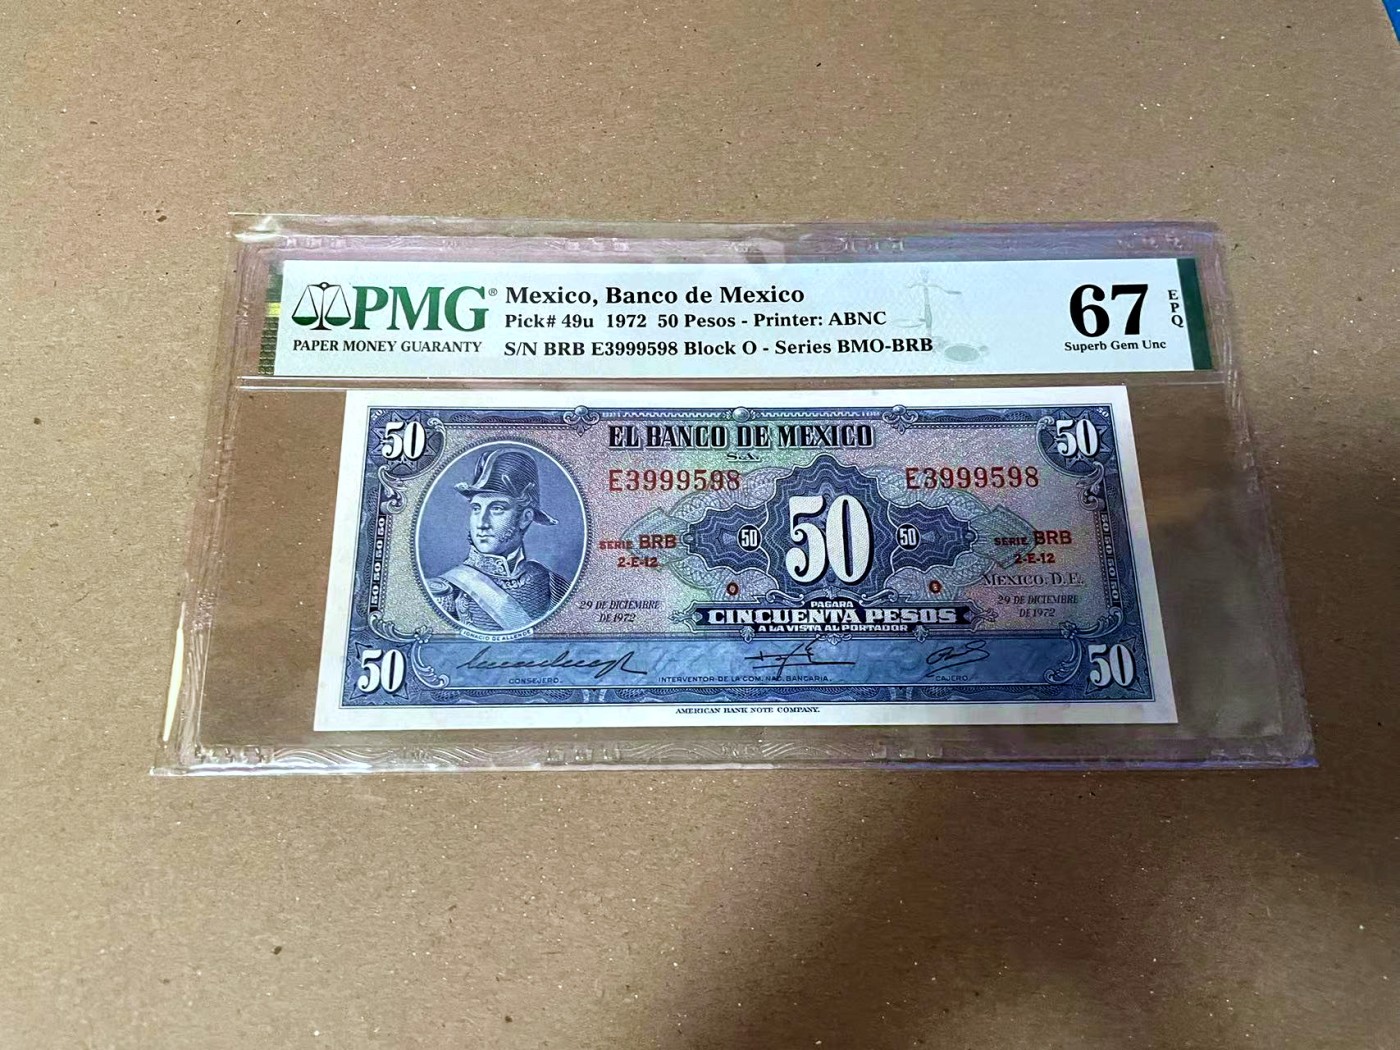 PMG®
PAPER MONEY GUARANTY
Mexico, Banco de Mexico
Pick# 49u 1972 50 Pesos - Printer: ABNC
S/N BRB E3999598 Block O - Series BMO-BRB
67
EPQ
Superb Gem Unc
50
EL BANCO DE MEXICO
S.A.
50
E3999598
E3999598
50
50
50
SERIE BRB
2-E-12
SERIE BRB
2-E-12
MEXICO, D.F.
O
O
29 DE DICIEMBRE
DE 1972
29 DE DICIEMBRE
DE 1972
PAGARA
CINCUENTA PESOS
A LA VISTA AL PORTADOR
IGNACIO DE ALLENDE
50
50
CONSEJERO.
INTERVENTOR DE LA COM. NAC. BANCARIA.
CAJERO.
AMERICAN BANK NOTE COMPANY.